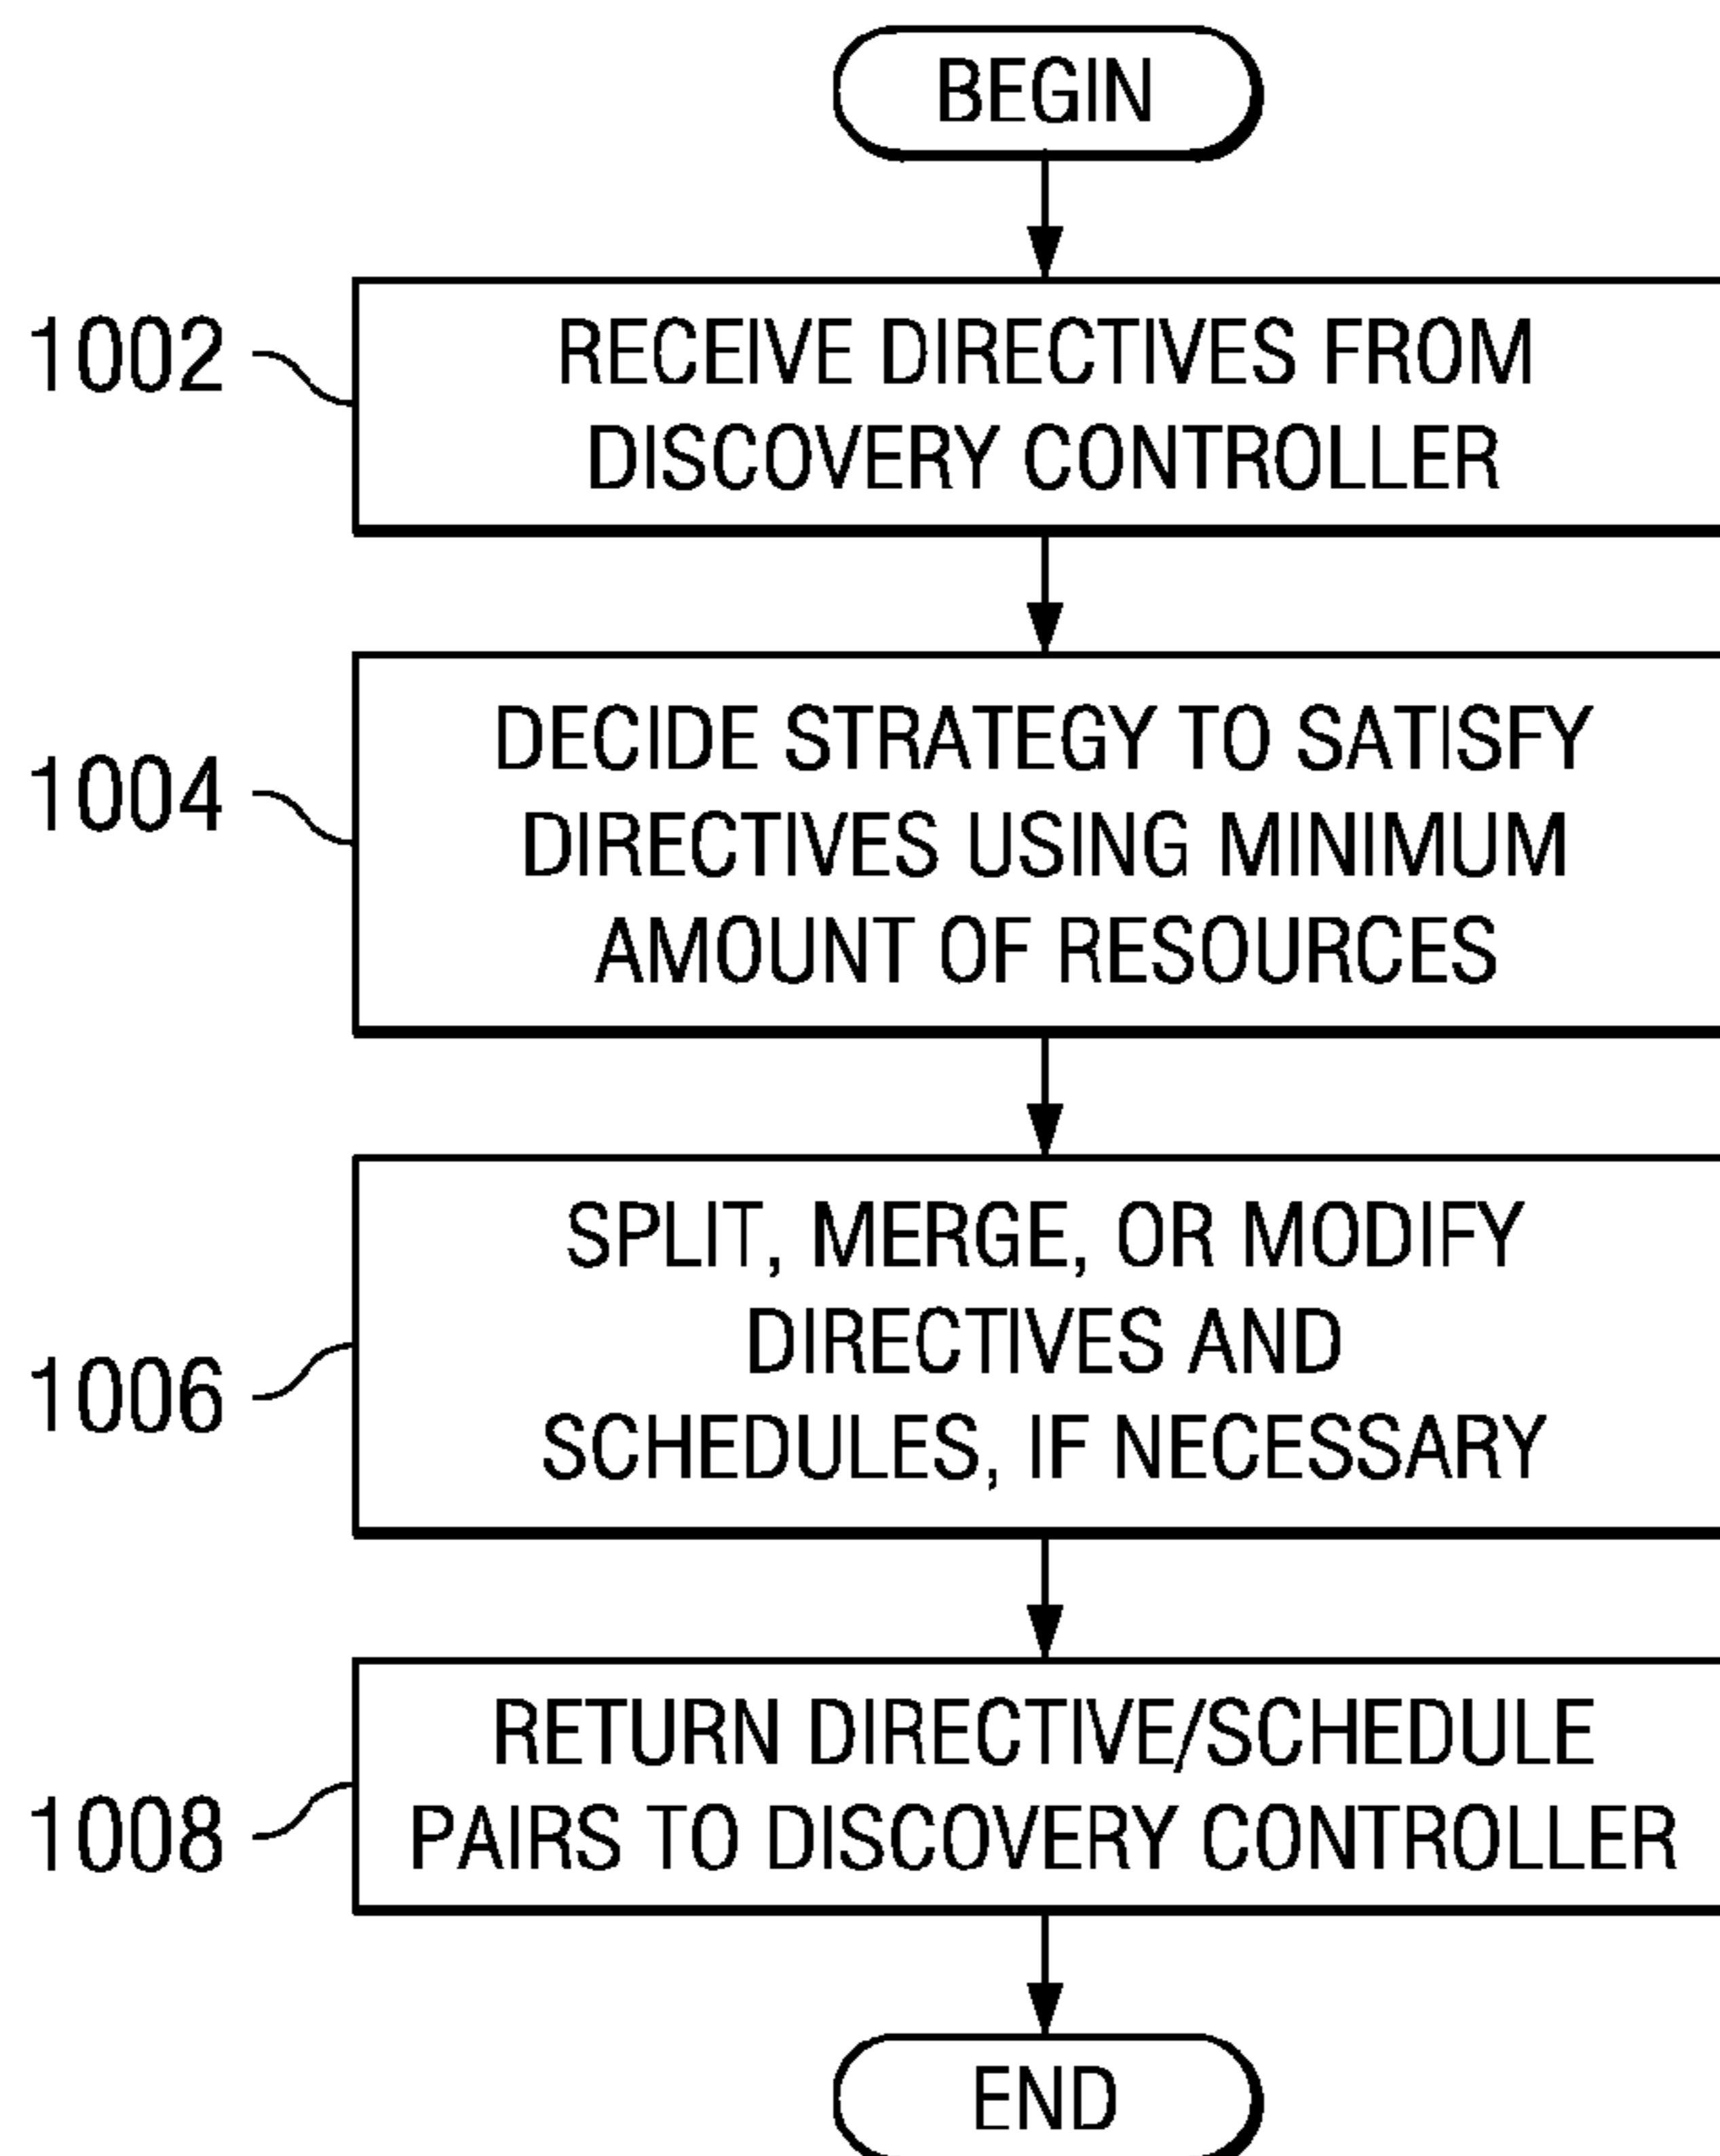 BEGIN
1002
RECEIVE DIRECTIVES FROM
DISCOVERY CONTROLLER
1004
DECIDE STRATEGY TO SATISFY
DIRECTIVES USING MINIMUM
AMOUNT OF RESOURCES
1006
SPLIT, MERGE, OR MODIFY
DIRECTIVES AND
SCHEDULES, IF NECESSARY
1008
RETURN DIRECTIVE/SCHEDULE
PAIRS TO DISCOVERY CONTROLLER
END